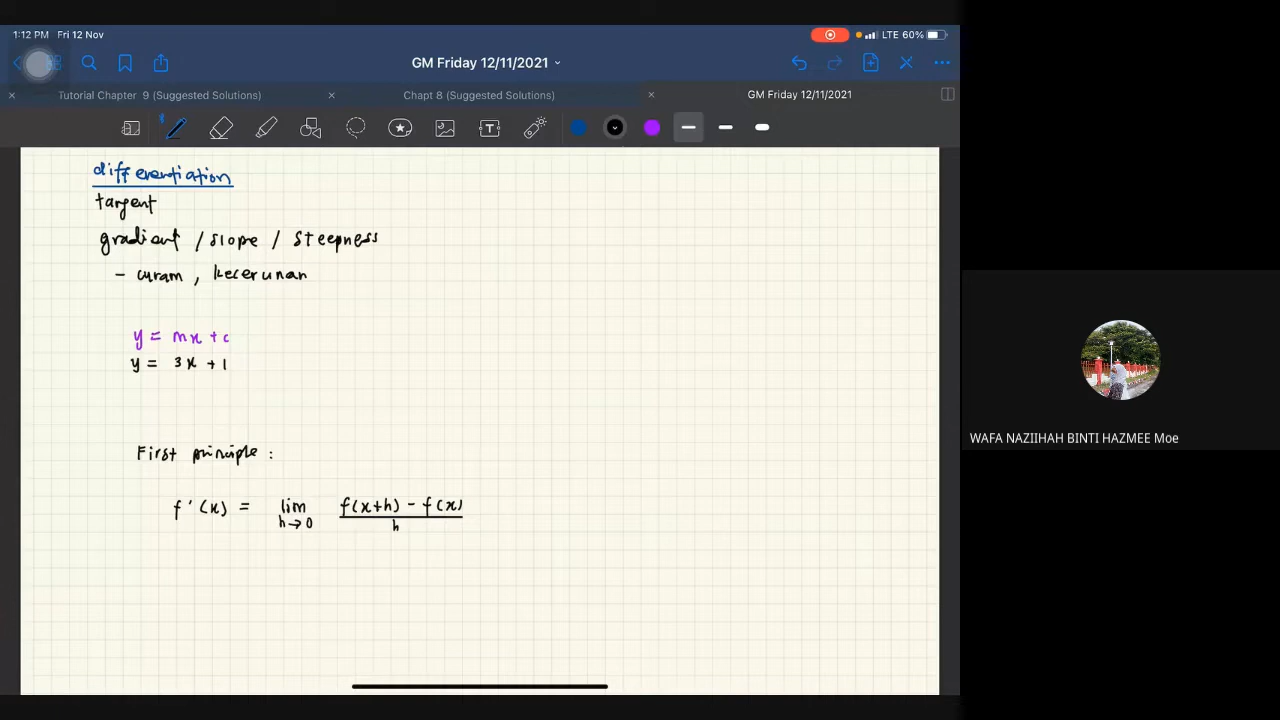 1:12 PM Fri 12 Nov
LTE 60%
GM Friday 12/11/2021
Tutorial Chapter 9 (Suggested Solutions)
Chapt 8 (Suggested Solutions)
GM Friday 12/11/2021
differentiation
tangent
gradient / slope / steepness
- curam , kecerunan
y = mx + c
y = 3x + 1
First principle :
f'(x) = lim h→0 f(x+h) - f(x) / h
WAFA NAZIIHAH BINTI HAZMEE Moe